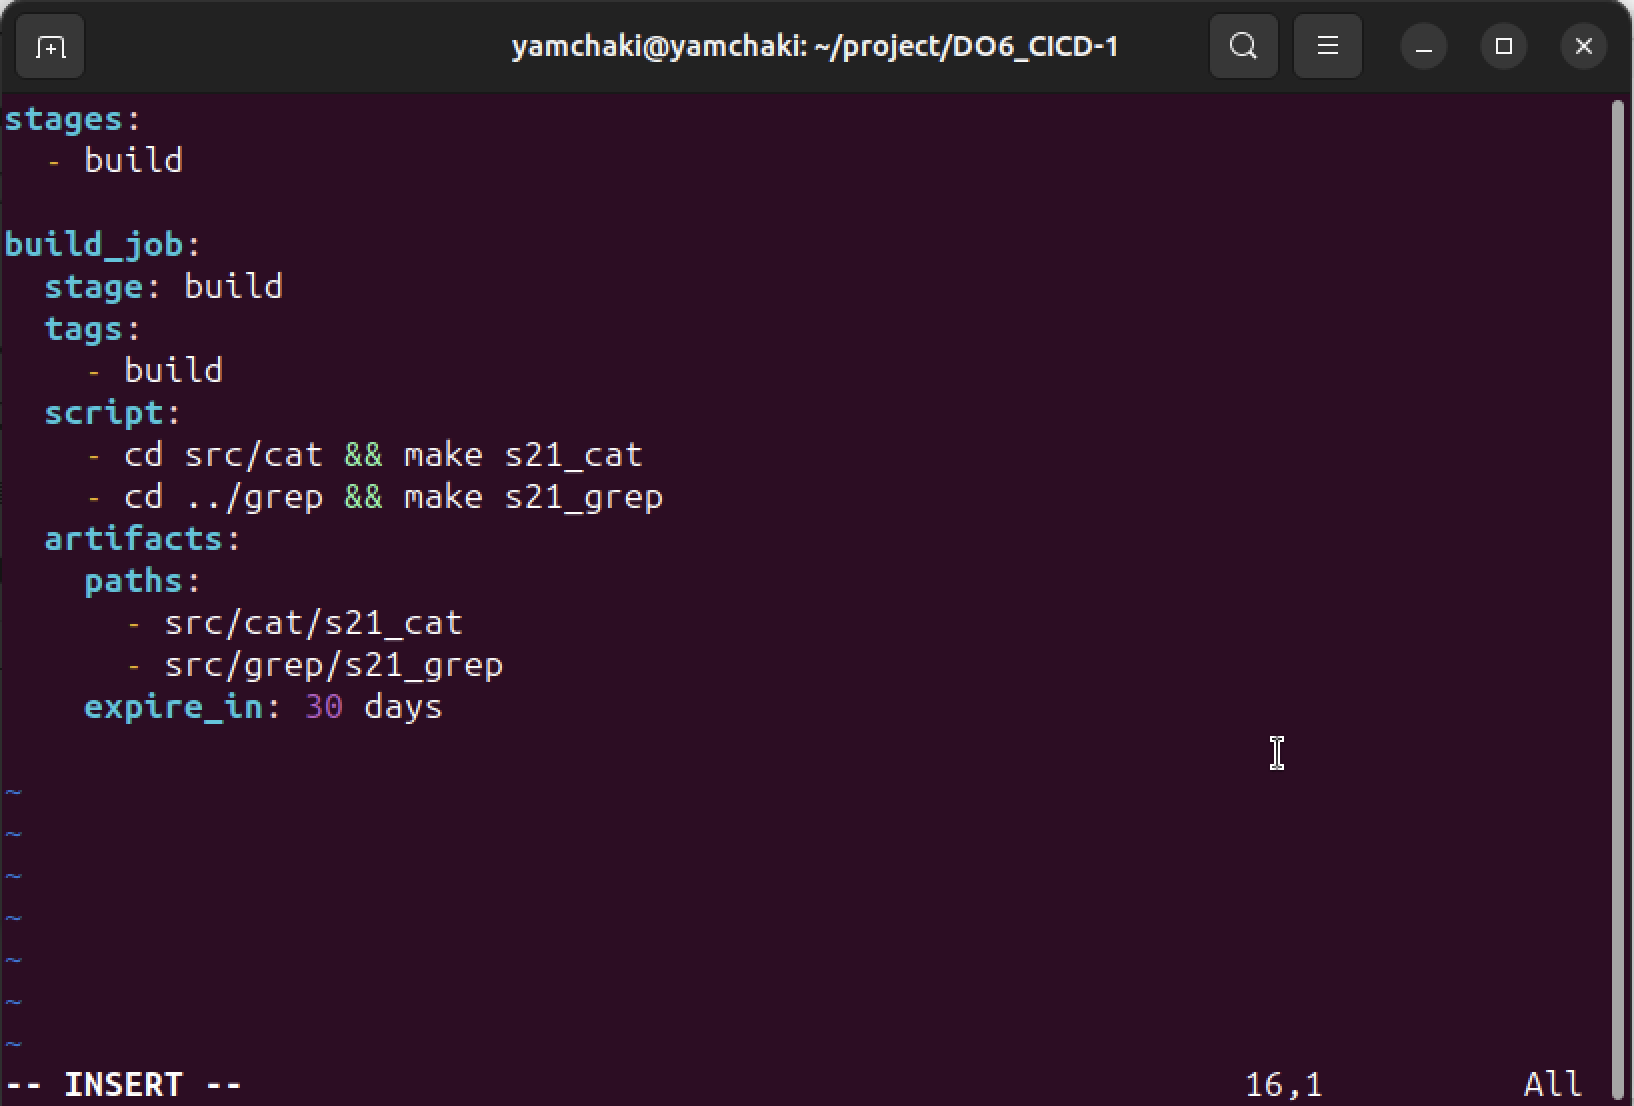 yamchaki@yamchaki: ~/project/DO6_CICD-1
stages:
  - build

build_job:
  stage: build
  tags:
    - build
  script:
    - cd src/cat && make s21_cat
    - cd ../grep && make s21_grep
  artifacts:
    paths:
      - src/cat/s21_cat
      - src/grep/s21_grep
    expire_in: 30 days

~
~
~
~
~
~
~
-- INSERT -- 16,1 All